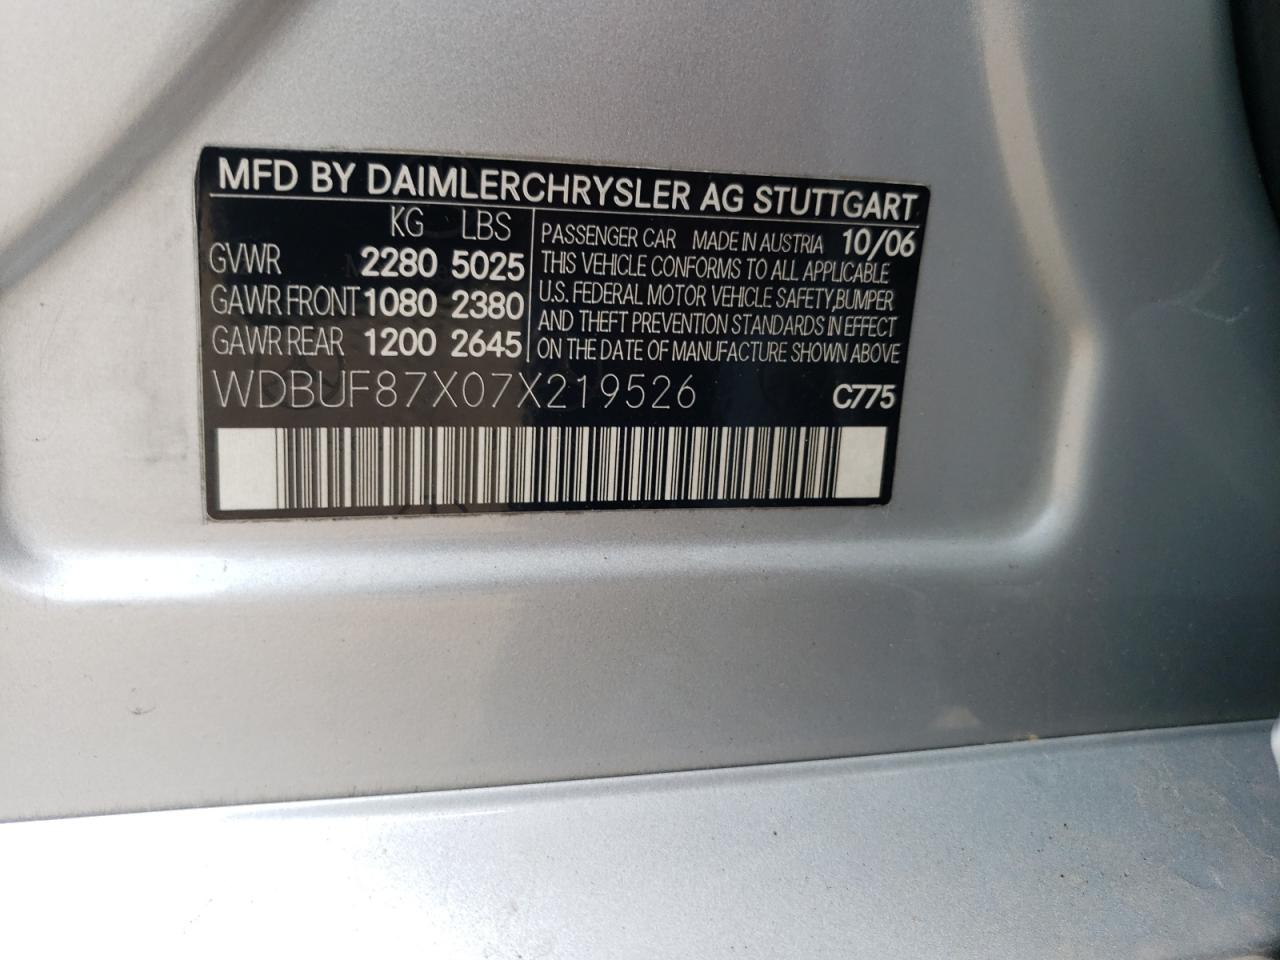 MFD BY DAIMLERCHRYSLER AG STUTTGART
KG LBS
GVWR 2280 5025
GAWR FRONT 1080 2380
GAWR REAR 1200 2645
PASSENGER CAR MADE IN AUSTRIA 10/06
THIS VEHICLE CONFORMS TO ALL APPLICABLE
U.S. FEDERAL MOTOR VEHICLE SAFETY,BUMPER
AND THEFT PREVENTION STANDARDS IN EFFECT
ON THE DATE OF MANUFACTURE SHOWN ABOVE
WDBUF87X07X219526 C775